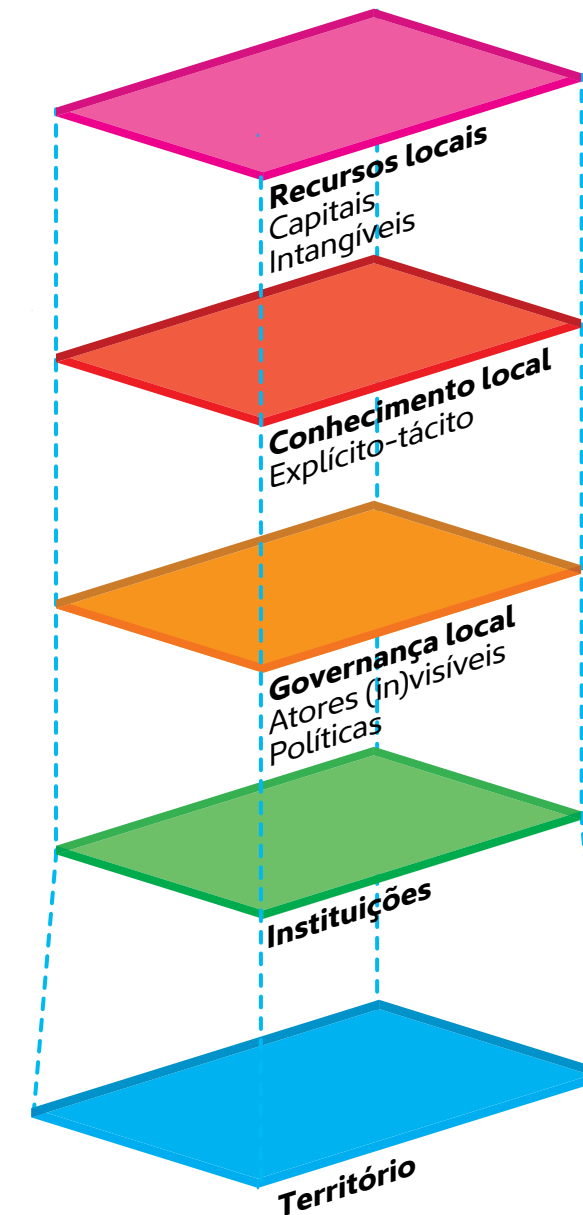 Recursos locais
Capitais
Intangíveis
Conhecimento local
Explícito-tácito
Governança local
Atores (in)visíveis
Políticas
Instituições
Território